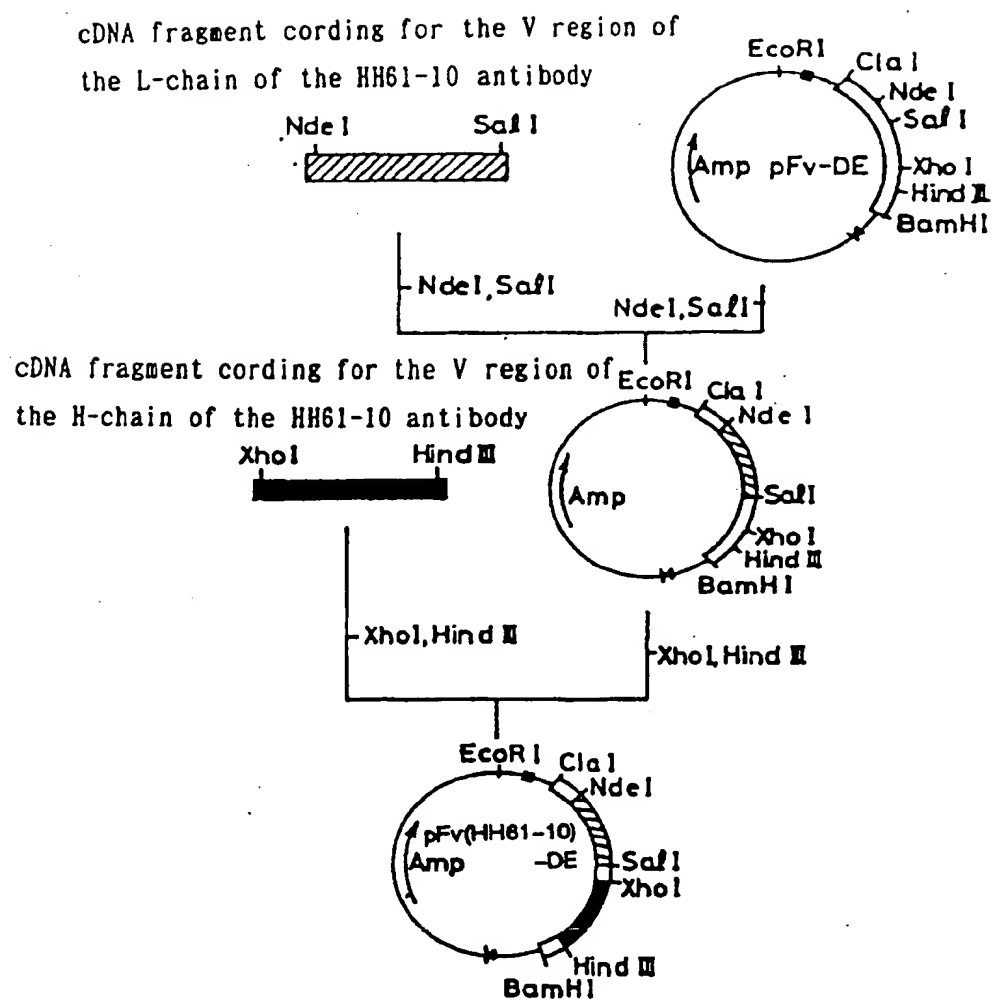 cDNA fragment cording for the V region of
the L-chain of the HH61-10 antibody
Nde I
Sal I
EcoRI
Cla I
Nde I
Sal I
Xho I
Hind III
BamHI
Amp pFv-DE
NdeI, SalI
NdeI, SalI
cDNA fragment cording for the V region of
the H-chain of the HH61-10 antibody
XhoI
Hind III
EcoRI
Cla I
Nde I
SalI
Xho I
Hind III
BamHI
Amp
XhoI, Hind III
XhoI, Hind III
EcoRI
Cla I
NdeI
Sal I
XhoI
Hind III
BamHI
pFv(HH61-10)
Amp -DE